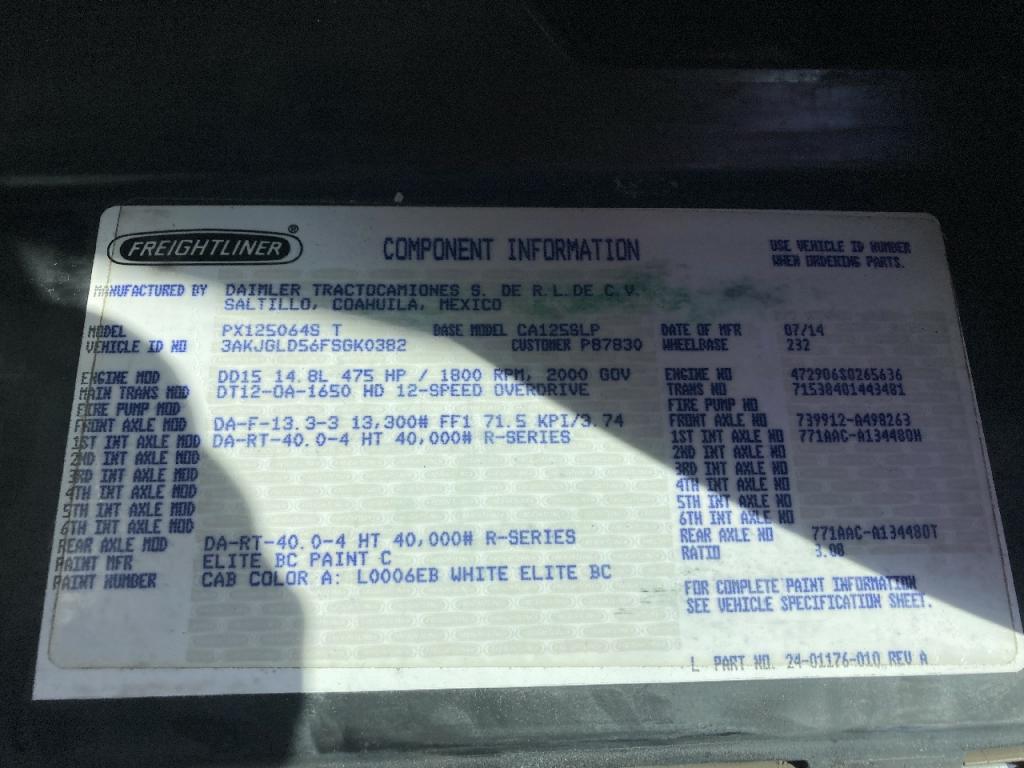 FREIGHTLINER®
COMPONENT INFORMATION
USE VEHICLE ID NUMBER
WHEN ORDERING PARTS.
MANUFACTURED BY DAIMLER TRACTOCAMIONES S. DE R.L.DE C.V.
SALTILLO, COAHUILA, MEXICO
MODEL PX125064S T BASE MODEL CA125SLP DATE OF MFR 07/14
VEHICLE ID NO 3AKJGLD56FSGK0382 CUSTOMER P87830 WHEELBASE 232
ENGINE MOD DD15 14.8L 475 HP / 1800 RPM, 2000 GOV ENGINE NO 472906S0265636
MAIN TRANS MOD DT12-OA-1650 HD 12-SPEED OVERDRIVE TRANS NO 71538401443481
FIRE PUMP MOD FIRE PUMP NO
FRONT AXLE MOD DA-F-13.3-3 13,300# FF1 71.5 KPI/3.74 FRONT AXLE NO 739912-A498263
1ST INT AXLE MOD DA-RT-40.0-4 HT 40,000# R-SERIES 1ST INT AXLE NO 771AAC-A134480H
2ND INT AXLE MOD 2ND INT AXLE NO
3RD INT AXLE MOD 3RD INT AXLE NO
4TH INT AXLE MOD 4TH INT AXLE NO
5TH INT AXLE MOD 5TH INT AXLE NO
6TH INT AXLE MOD 6TH INT AXLE NO
REAR AXLE MOD DA-RT-40.0-4 HT 40,000# R-SERIES REAR AXLE NO 771AAC-A134480T
PAINT MFR ELITE BC PAINT C RATIO 3.08
PAINT NUMBER CAB COLOR A: L0006EB WHITE ELITE BC
FOR COMPLETE PAINT INFORMATION
SEE VEHICLE SPECIFICATION SHEET.
L PART NO. 24-01176-010 REV A